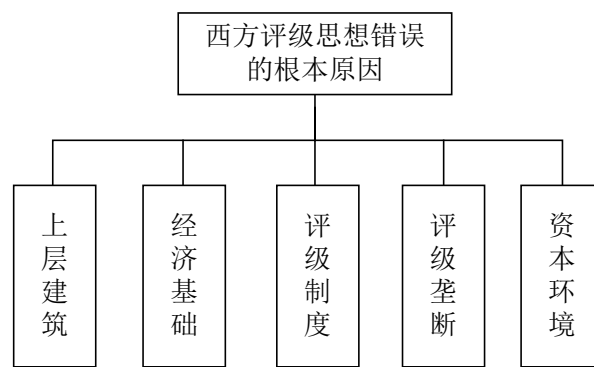 西方评级思想错误
的根本原因
上层建筑
经济基础
评级制度
评级垄断
资本环境